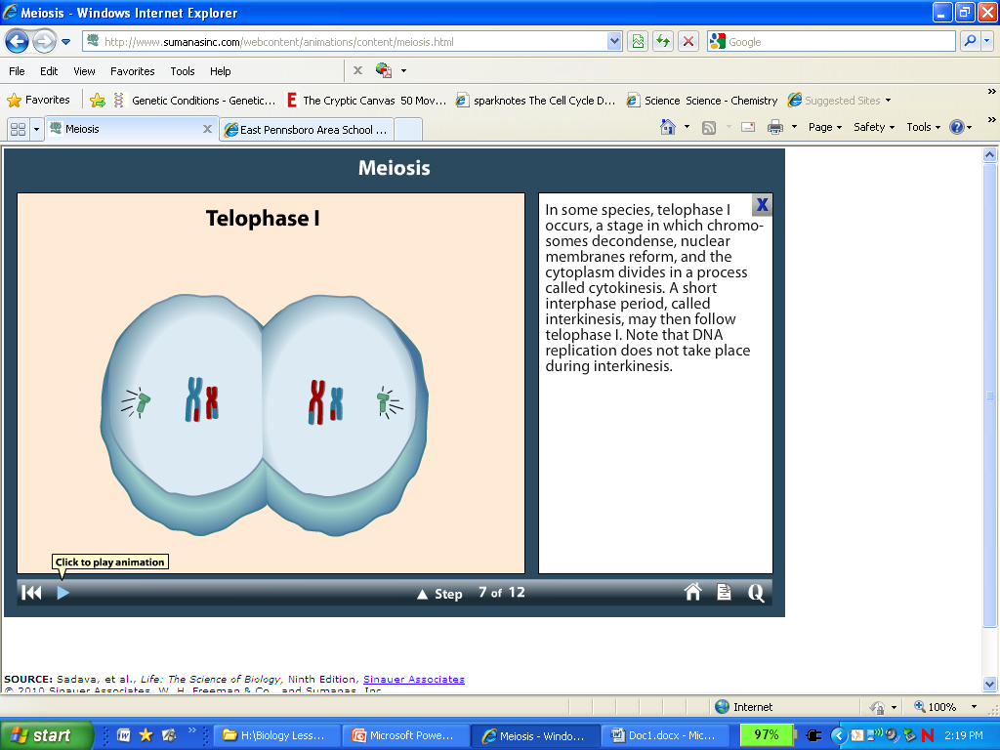 Meiosis - Windows Internet Explorer
http://www.sumanasinc.com/webcontent/animations/content/meiosis.html
Google
File Edit View Favorites Tools Help
X
Favorites Genetic Conditions - Genetic... E The Cryptic Canvas 50 Mov... sparknotes The Cell Cycle D... Science Science - Chemistry Suggested Sites
Meiosis East Pennsboro Area School ... Page Safety Tools
Meiosis
Telophase I
X
In some species, telophase I
occurs, a stage in which chromo-
somes decondense, nuclear
membranes reform, and the
cytoplasm divides in a process
called cytokinesis. A short
interphase period, called
interkinesis, may then follow
telophase I. Note that DNA
replication does not take place
during interkinesis.
Click to play animation
Step 7 of 12 Q
SOURCE: Sadava, et al., Life: The Science of Biology, Ninth Edition, Sinauer Associates
© 2010 Sinauer Associates, W. H. Freeman & Co., and Sumanas, Inc.
Internet 100%
start H:\Biology Less... Microsoft Powe... Meiosis - Windo... Doc1.docx - Mic... 97% 2:19 PM